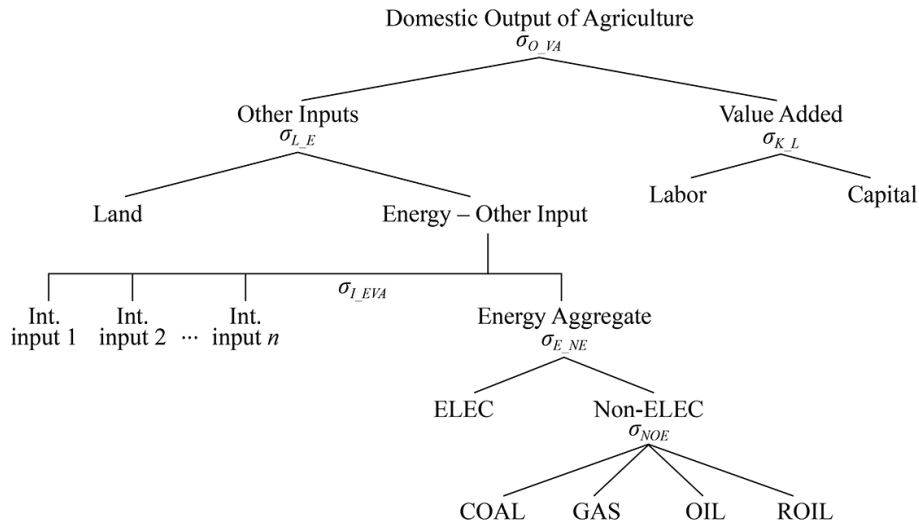 Domestic Output of Agriculture
σO_VA
Other Inputs
σL_E
Value Added
σK_L
Land
Energy – Other Input
Labor
Capital
σI_EVA
Int.
input 1
Int.
input 2
...
Int.
input n
Energy Aggregate
σE_NE
ELEC
Non-ELEC
σNOE
COAL
GAS
OIL
ROIL